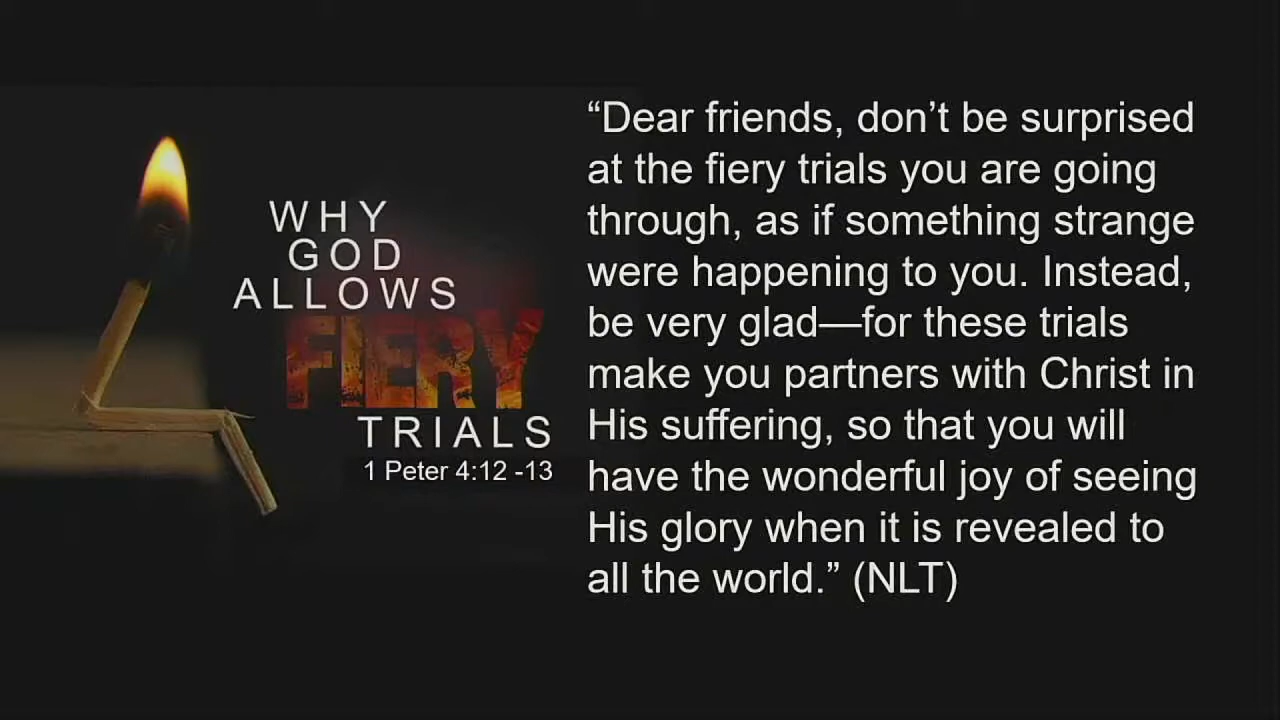 WHY
GOD
ALLOWS
FIERY
TRIALS
1 Peter 4:12 -13
“Dear friends, don’t be surprised
at the fiery trials you are going
through, as if something strange
were happening to you. Instead,
be very glad—for these trials
make you partners with Christ in
His suffering, so that you will
have the wonderful joy of seeing
His glory when it is revealed to
all the world.” (NLT)